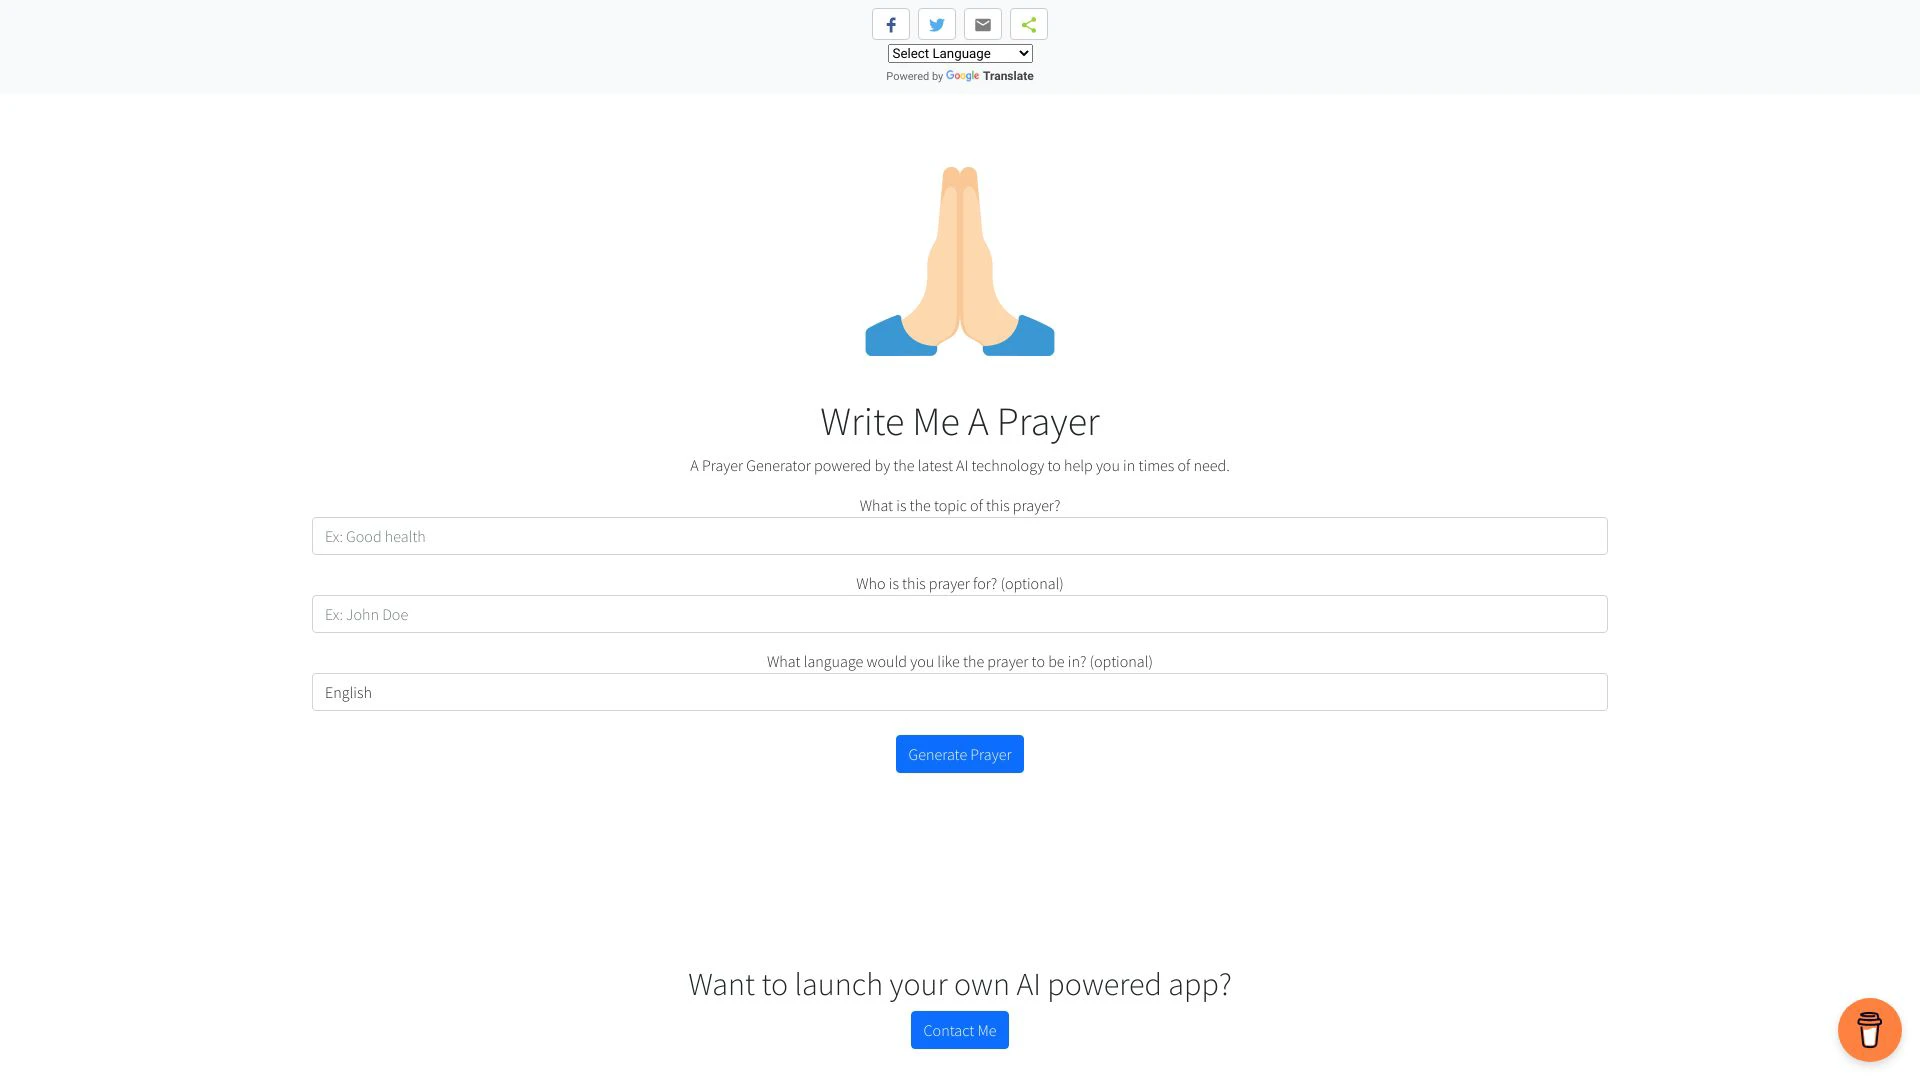 Select Language
Powered by Google Translate
Write Me A Prayer
A Prayer Generator powered by the latest AI technology to help you in times of need.
What is the topic of this prayer?
Ex: Good health
Who is this prayer for? (optional)
Ex: John Doe
What language would you like the prayer to be in? (optional)
English
Generate Prayer
Want to launch your own AI powered app?
Contact Me